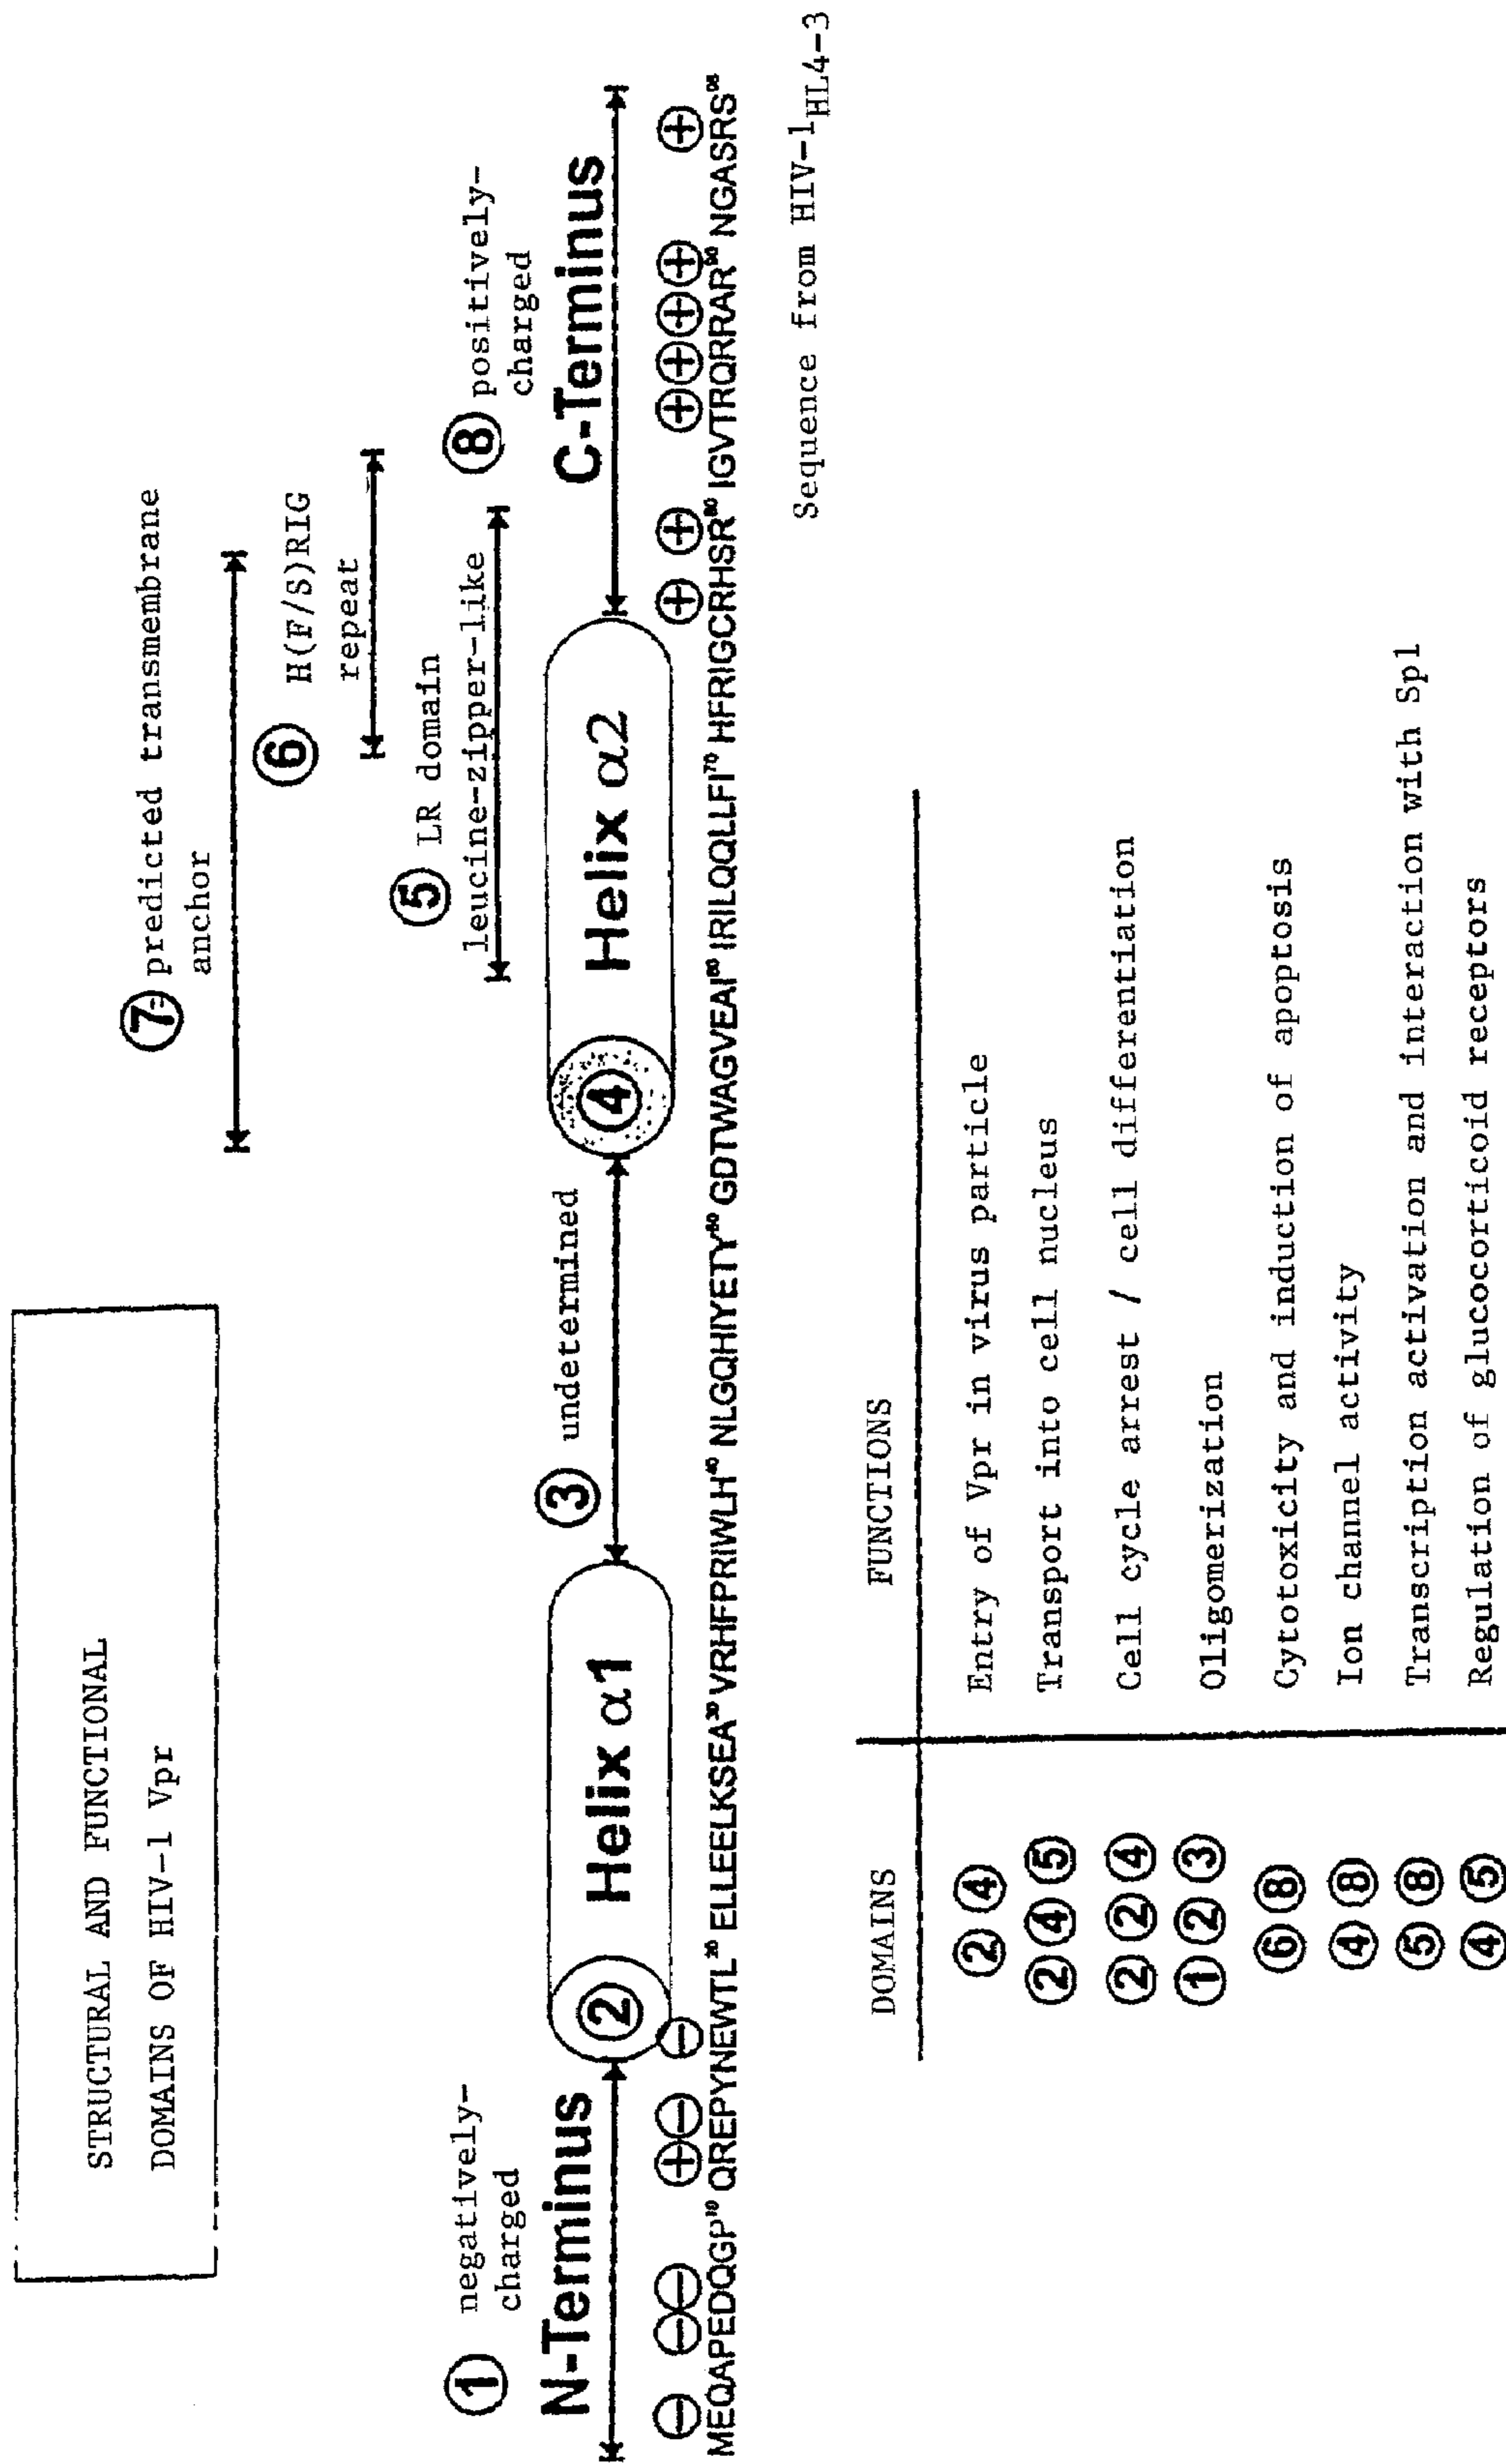 STRUCTURAL AND FUNCTIONAL
DOMAINS OF HIV-1 Vpr
⑦ predicted transmembrane
anchor
⑥ H(F/S)RIG
repeat
⑤ LR domain
leucine-zipper-like
① negatively-
charged
③ undetermined
⑧ positively-
charged
N-Terminus
② Helix α1
④ Helix α2
C-Terminus
⊖ ⊖⊖ ⊕⊖ ⊖ ⊕ ⊕ ⊕⊕⊕⊕ ⊕
MEQAPEDQGP¹⁰ QREPYNEWTL²⁰ ELLEELKSEA³⁰ VRHFPRIWLH⁴⁰ NLGQHIYETY⁵⁰ GDTWAGVEAI⁶⁰ IRILQQLLFI⁷⁰ HFRIGCRHSR⁸⁰ IGVTRQRRAR⁹⁰ NGASRS⁹⁶
Sequence from HIV-1HL4-3
DOMAINS FUNCTIONS
② ④ Entry of Vpr in virus particle
② ④ ⑤ Transport into cell nucleus
② ② ④ Cell cycle arrest / cell differentiation
① ② ③ Oligomerization
⑥ ⑧ Cytotoxicity and induction of apoptosis
④ ⑧ Ion channel activity
⑤ ⑧ Transcription activation and interaction with Sp1
④ ⑤ Regulation of glucocorticoid receptors